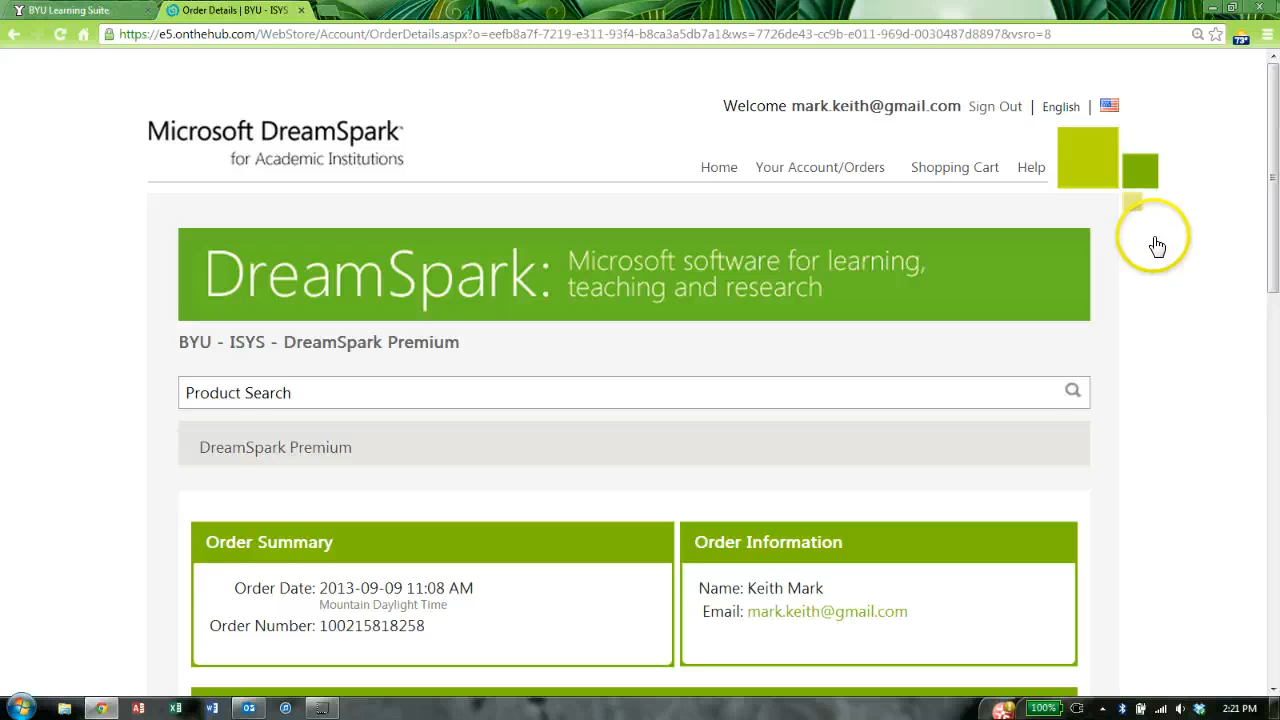 BYU Learning Suite
Order Details | BYU - ISYS
https://e5.onthehub.com/WebStore/Account/OrderDetails.aspx?o=eefb8a7f-7219-e311-93f4-b8ca3a5db7a1&ws=7726de43-cc9b-e011-969d-0030487d8897&vsro=8
73°
Welcome mark.keith@gmail.com Sign Out | English |
Microsoft DreamSpark
for Academic Institutions
Home Your Account/Orders Shopping Cart Help
DreamSpark: Microsoft software for learning,
teaching and research
BYU - ISYS - DreamSpark Premium
Product Search
DreamSpark Premium
Order Summary
Order Date: 2013-09-09 11:08 AM
Mountain Daylight Time
Order Number: 100215818258
Order Information
Name: Keith Mark
Email: mark.keith@gmail.com
100%
2:21 PM